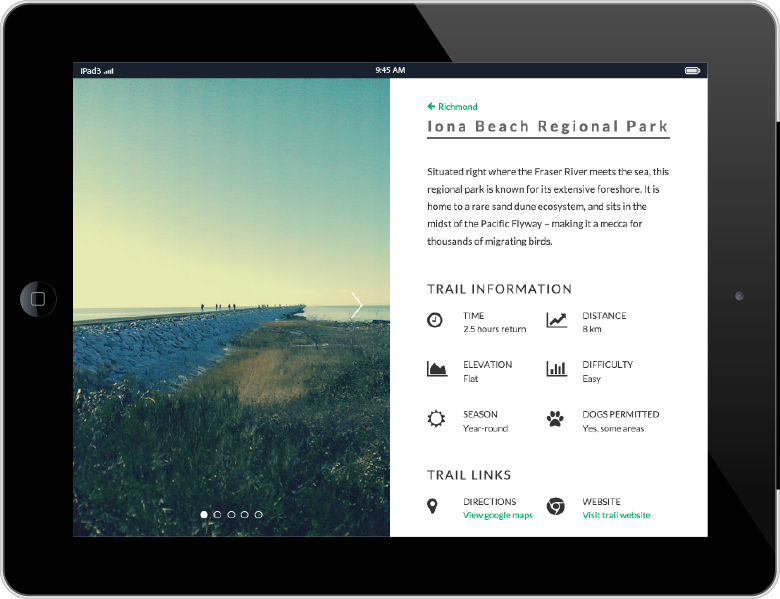 iPad3
9:45 AM
Richmond
Iona Beach Regional Park
Situated right where the Fraser River meets the sea, this
regional park is known for its extensive foreshore. It is
home to a rare sand dune ecosystem, and sits in the
midst of the Pacific Flyway – making it a mecca for
thousands of migrating birds.
TRAIL INFORMATION
TIME
2.5 hours return
DISTANCE
8 km
ELEVATION
Flat
DIFFICULTY
Easy
SEASON
Year-round
DOGS PERMITTED
Yes, some areas
TRAIL LINKS
DIRECTIONS
View google maps
WEBSITE
Visit trail website